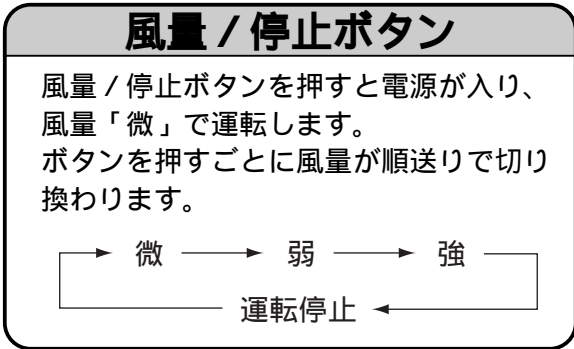 風量／停止ボタン
風量／停止ボタンを押すと電源が入り、
風量「微」で運転します。
ボタンを押すごとに風量が順送りで切り
換わります。
微 弱 強
運転停止